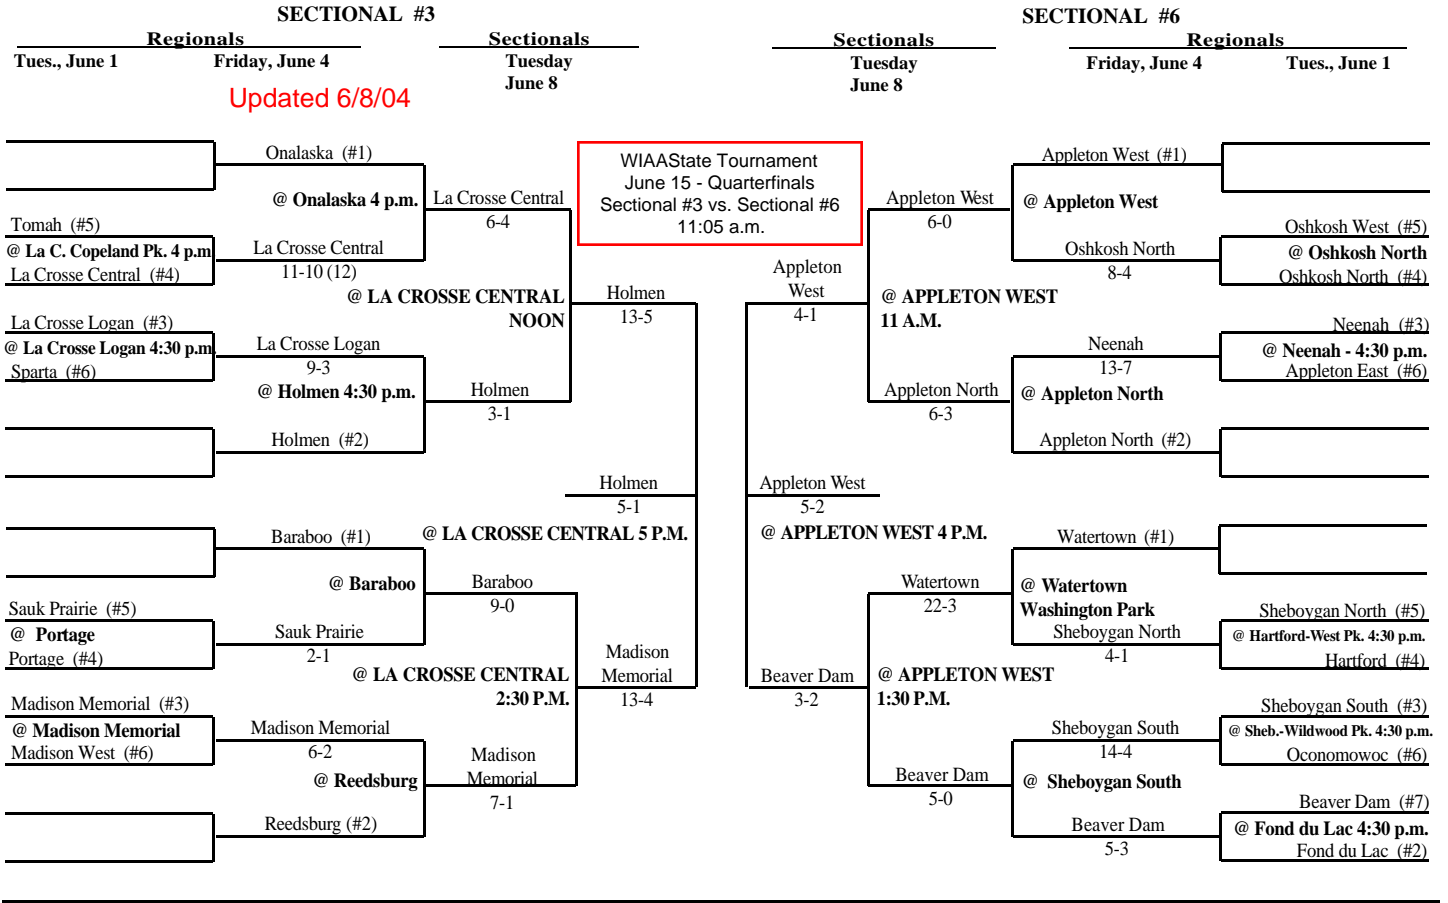 SECTIONAL #3
Regionals
Sectionals
Tues., June 1
Friday, June 4
Tuesday
June 8
Updated 6/8/04
Onalaska (#1)
@ Onalaska 4 p.m.
La Crosse Central
6-4
Tomah (#5)
@ La C. Copeland Pk. 4 p.m
La Crosse Central (#4)
La Crosse Central
11-10 (12)
@ LA CROSSE CENTRAL
NOON
Holmen
13-5
La Crosse Logan (#3)
@ La Crosse Logan 4:30 p.m.
Sparta (#6)
La Crosse Logan
9-3
@ Holmen 4:30 p.m.
Holmen
3-1
Holmen (#2)
Holmen
5-1
@ LA CROSSE CENTRAL 5 P.M.
Baraboo (#1)
@ Baraboo
Baraboo
9-0
Sauk Prairie (#5)
@ Portage
Portage (#4)
Sauk Prairie
2-1
@ LA CROSSE CENTRAL
2:30 P.M.
Madison
Memorial
13-4
Madison Memorial (#3)
@ Madison Memorial
Madison West (#6)
Madison Memorial
6-2
@ Reedsburg
Madison
Memorial
7-1
Reedsburg (#2)
WIAAState Tournament
June 15 - Quarterfinals
Sectional #3 vs. Sectional #6
11:05 a.m.
SECTIONAL #6
Sectionals
Regionals
Tuesday
June 8
Friday, June 4
Tues., June 1
Appleton West (#1)
Appleton West
6-0
@ Appleton West
Oshkosh West (#5)
@ Oshkosh North
Oshkosh North (#4)
Oshkosh North
8-4
Appleton
West
4-1
@ APPLETON WEST
11 A.M.
Neenah (#3)
@ Neenah - 4:30 p.m.
Appleton East (#6)
Neenah
13-7
Appleton North
6-3
@ Appleton North
Appleton North (#2)
Appleton West
5-2
@ APPLETON WEST 4 P.M.
Watertown (#1)
Watertown
22-3
@ Watertown
Washington Park
Sheboygan North (#5)
@ Hartford-West Pk. 4:30 p.m.
Hartford (#4)
Sheboygan North
4-1
Beaver Dam
3-2
@ APPLETON WEST
1:30 P.M.
Sheboygan South (#3)
@ Sheb.-Wildwood Pk. 4:30 p.m.
Oconomowoc (#6)
Sheboygan South
14-4
Beaver Dam
5-0
@ Sheboygan South
Beaver Dam (#7)
@ Fond du Lac 4:30 p.m.
Fond du Lac (#2)
Beaver Dam
5-3